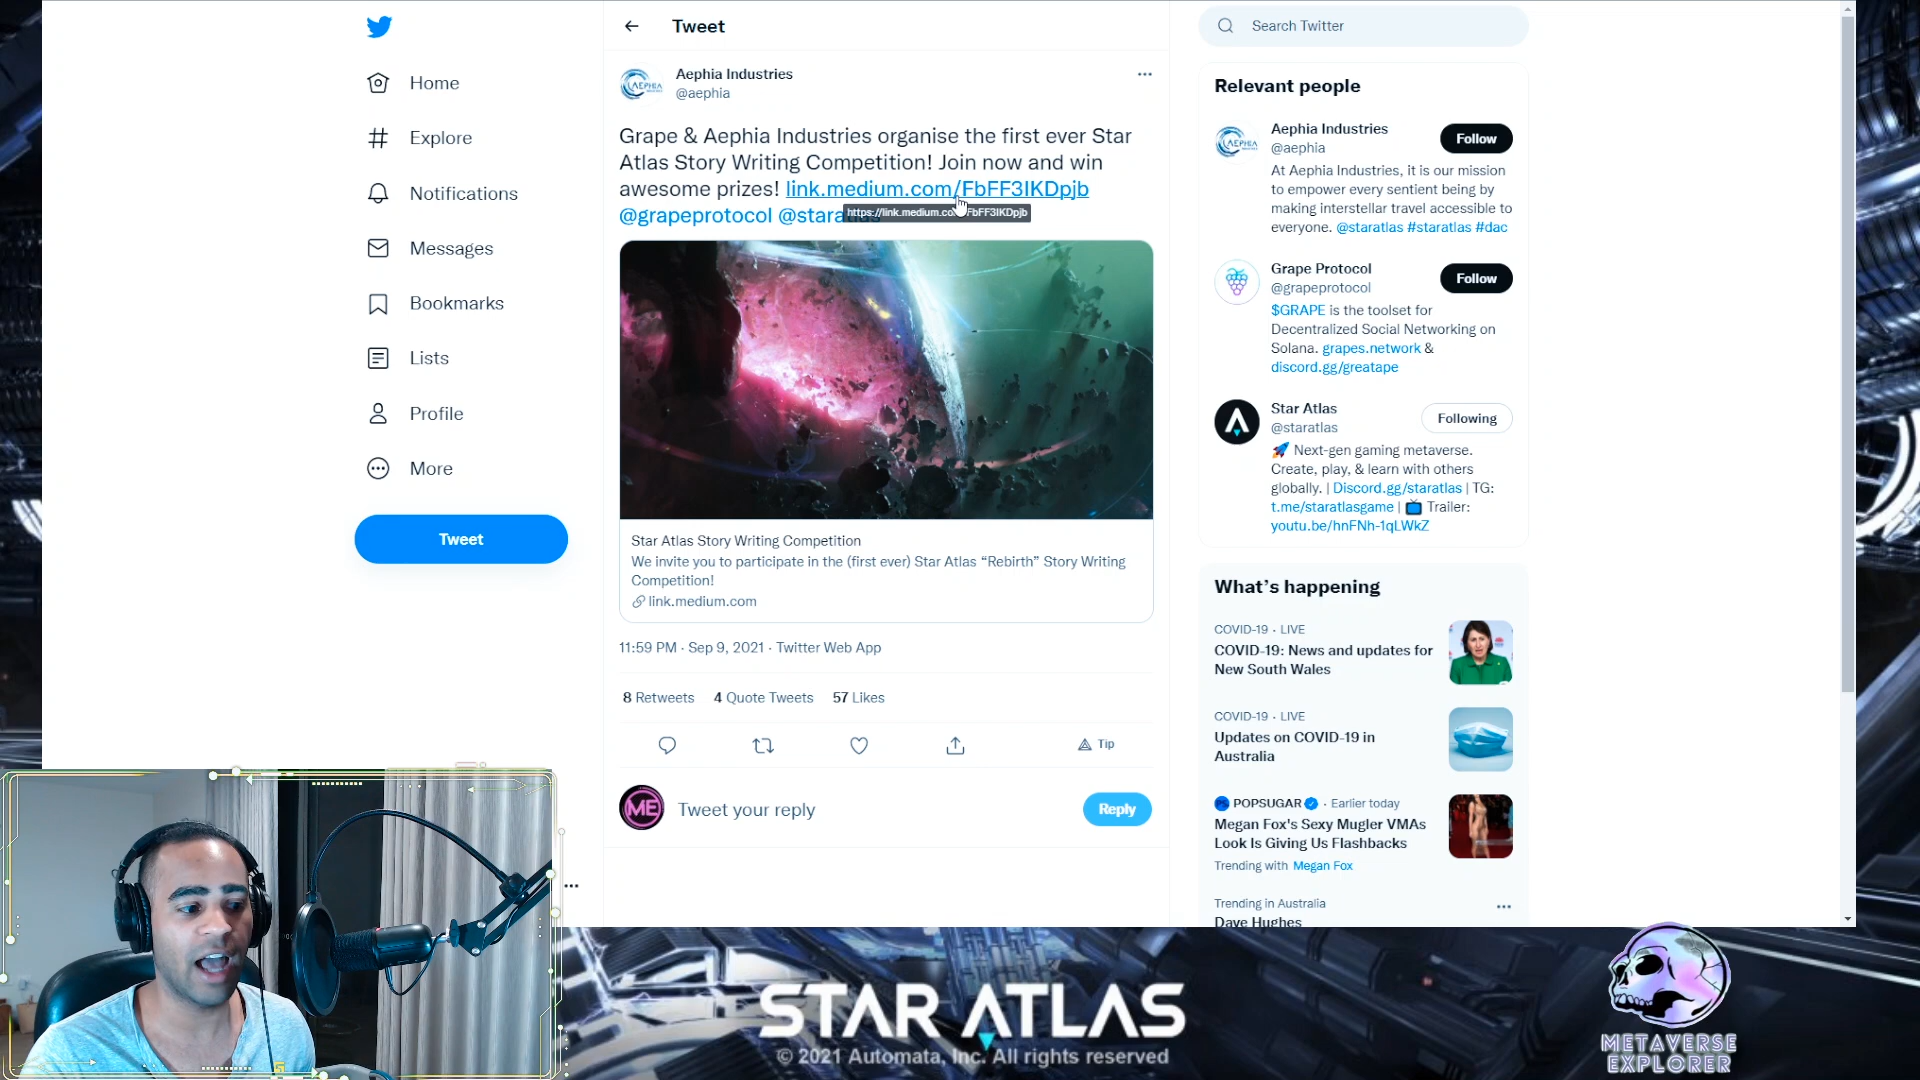 Home
Explore
Notifications
Messages
Bookmarks
Lists
Profile
More
Tweet
Tweet
Aephia Industries
@aephia
Grape & Aephia Industries organise the first ever Star
Atlas Story Writing Competition! Join now and win
awesome prizes! link.medium.com/FbFF3IKDpjb
@grapeprotocol @staratlas
Star Atlas Story Writing Competition
We invite you to participate in the (first ever) Star Atlas “Rebirth” Story Writing
Competition!
link.medium.com
11:59 PM · Sep 9, 2021 · Twitter Web App
8 Retweets 4 Quote Tweets 57 Likes
Tip
ME Tweet your reply Reply
Search Twitter
Relevant people
AEPHIA
Aephia Industries
@aephia
Follow
At Aephia Industries, it is our mission
to empower every sentient being by
making interstellar travel accessible to
everyone. @staratlas #staratlas #dac
Grape Protocol
@grapeprotocol
Follow
$GRAPE is the toolset for
Decentralized Social Networking on
Solana. grapes.network &
discord.gg/greatape
Star Atlas
@staratlas
Following
🚀 Next-gen gaming metaverse.
Create, play, & learn with others
globally. | Discord.gg/staratlas | TG:
t.me/staratlasgame | 📺 Trailer:
youtu.be/hnFNh-1qLWkZ
What’s happening
COVID-19 · LIVE
COVID-19: News and updates for
New South Wales
COVID-19 · LIVE
Updates on COVID-19 in
Australia
POPSUGAR · Earlier today
Megan Fox's Sexy Mugler VMAs
Look Is Giving Us Flashbacks
Trending with Megan Fox
Trending in Australia
Dave Hughes
STAR ATLAS
© 2021 Automata, Inc. All rights reserved
METAVERSE
EXPLORER